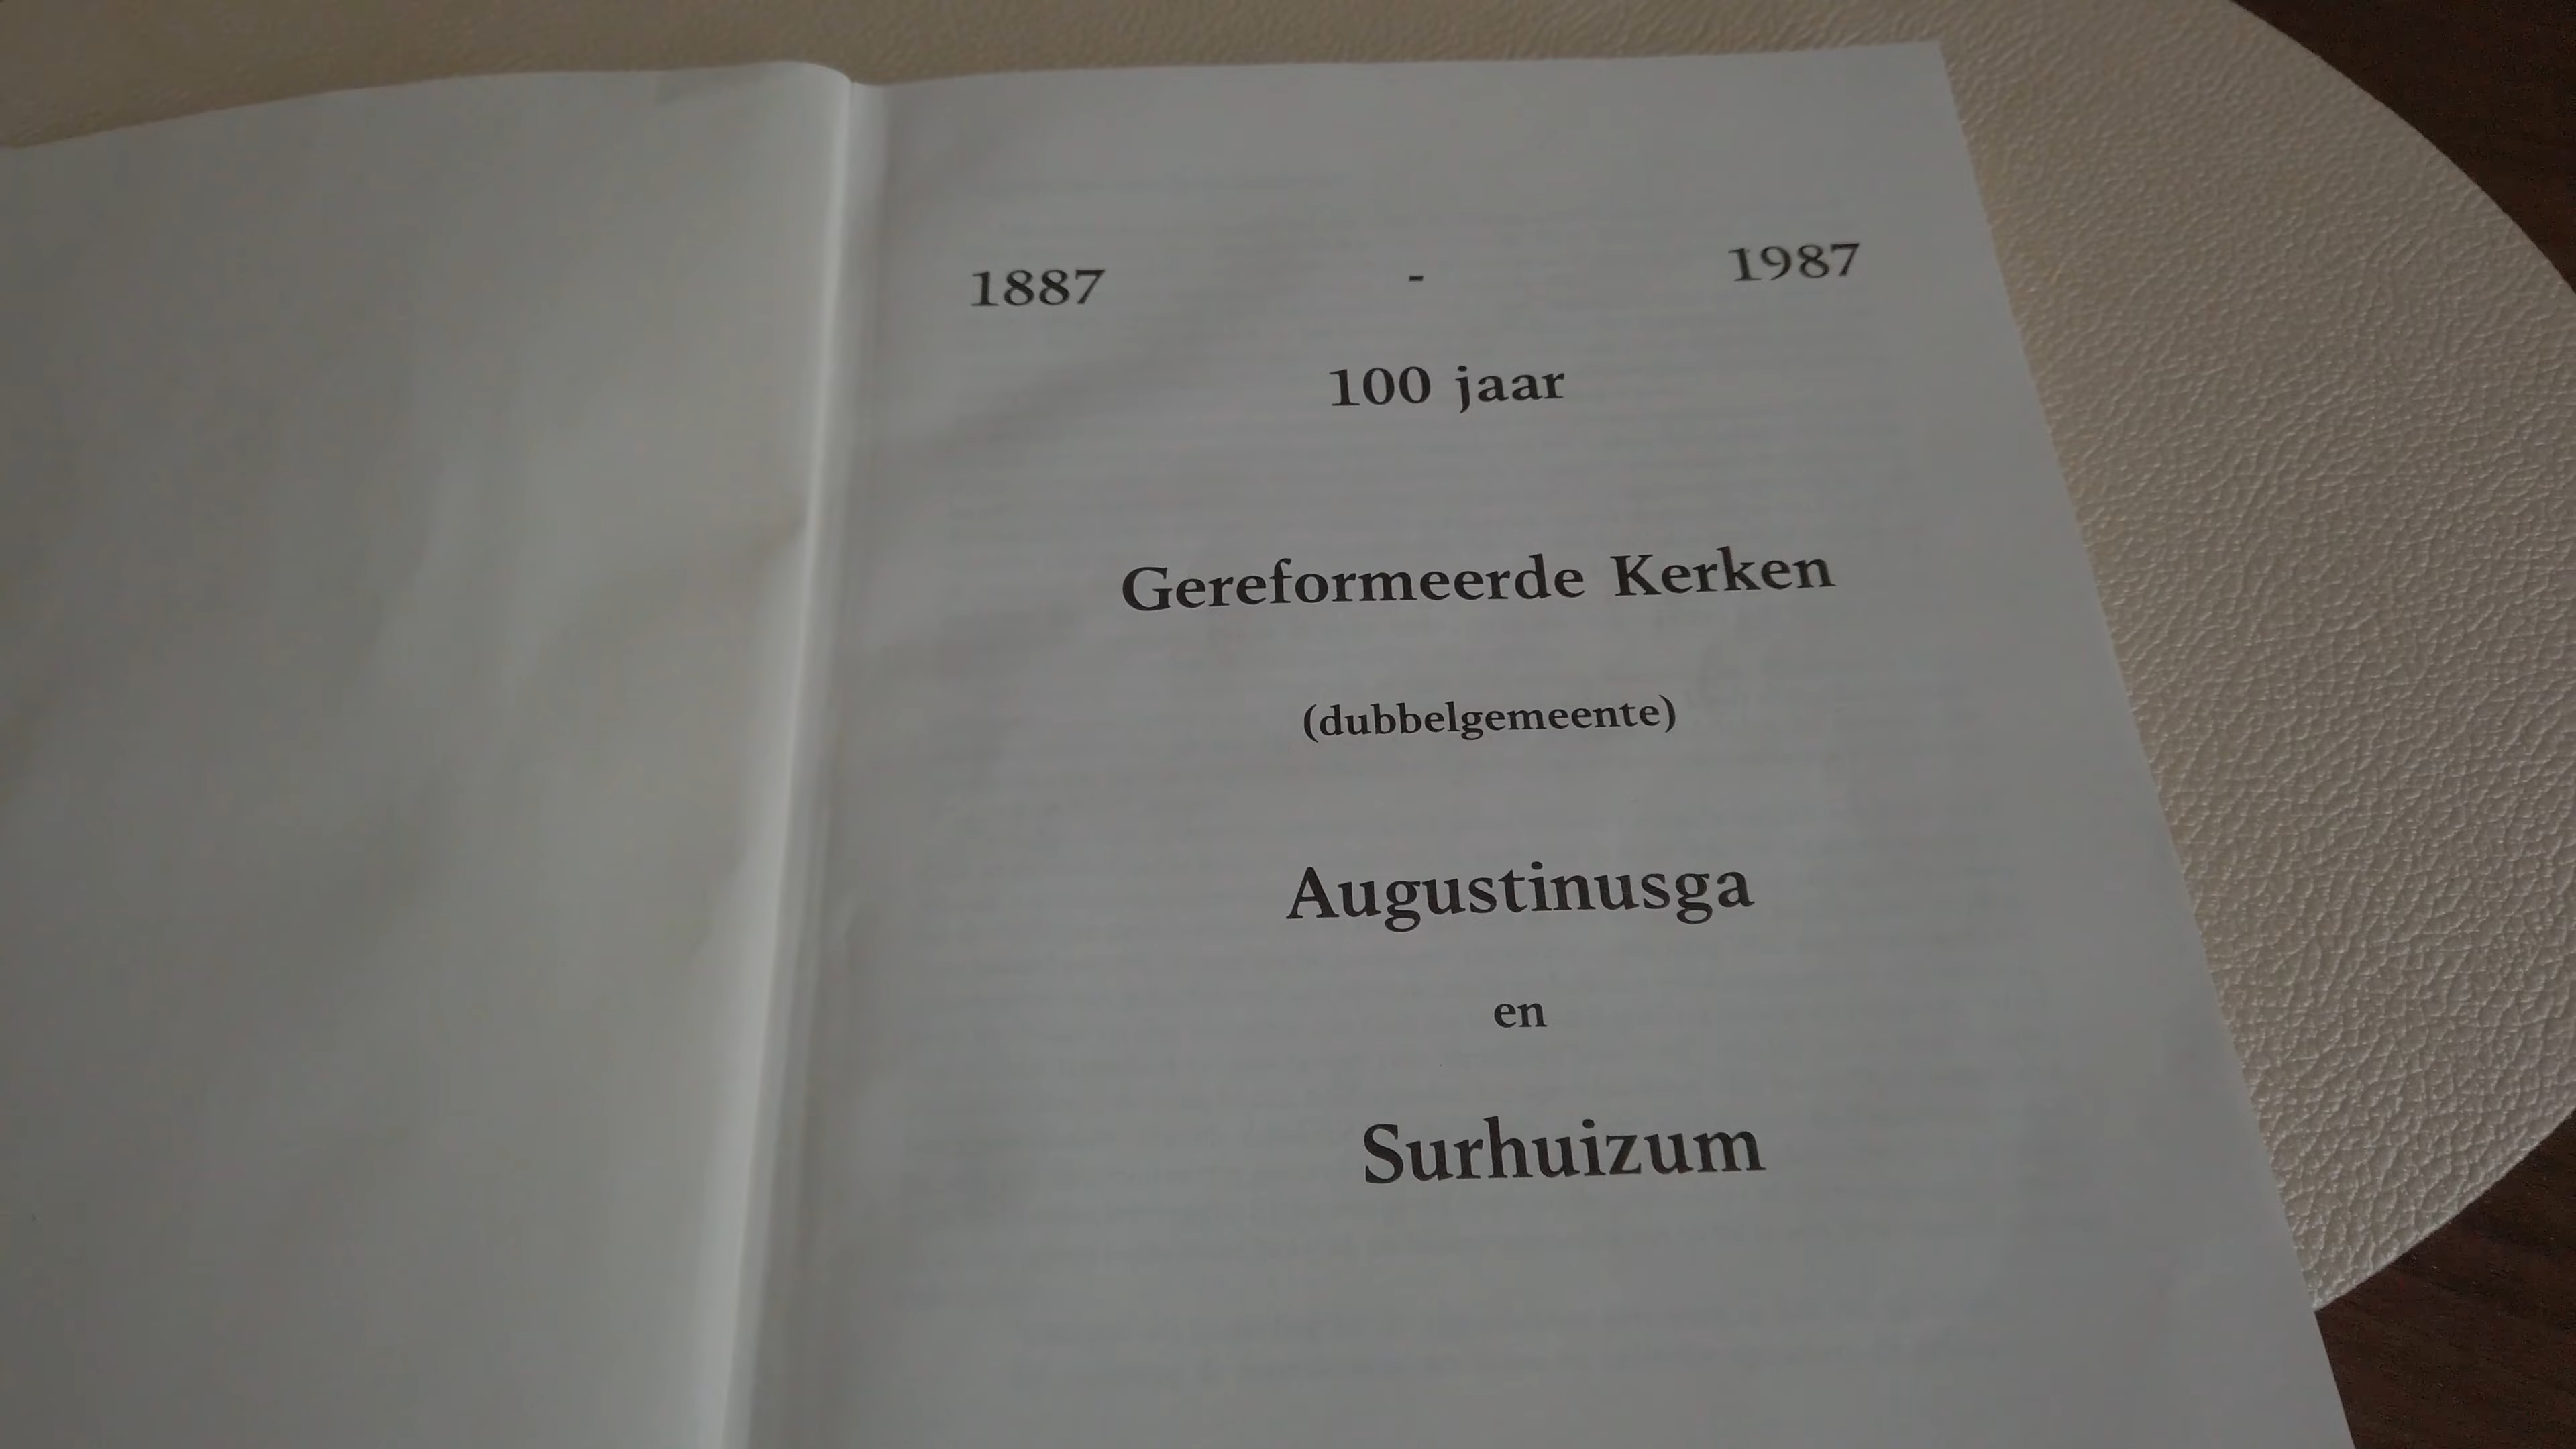 1887 - 1987
100 jaar
Gereformeerde Kerken
(dubbelgemeente)
Augustinusga
en
Surhuizum